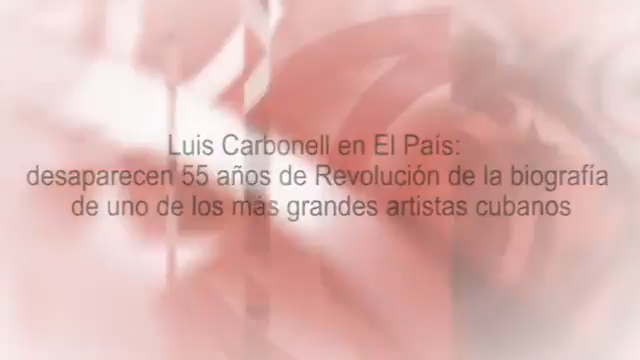 Luis Carbonell en El País:
desaparecen 55 años de Revolución de la biografía
de uno de los más grandes artistas cubanos